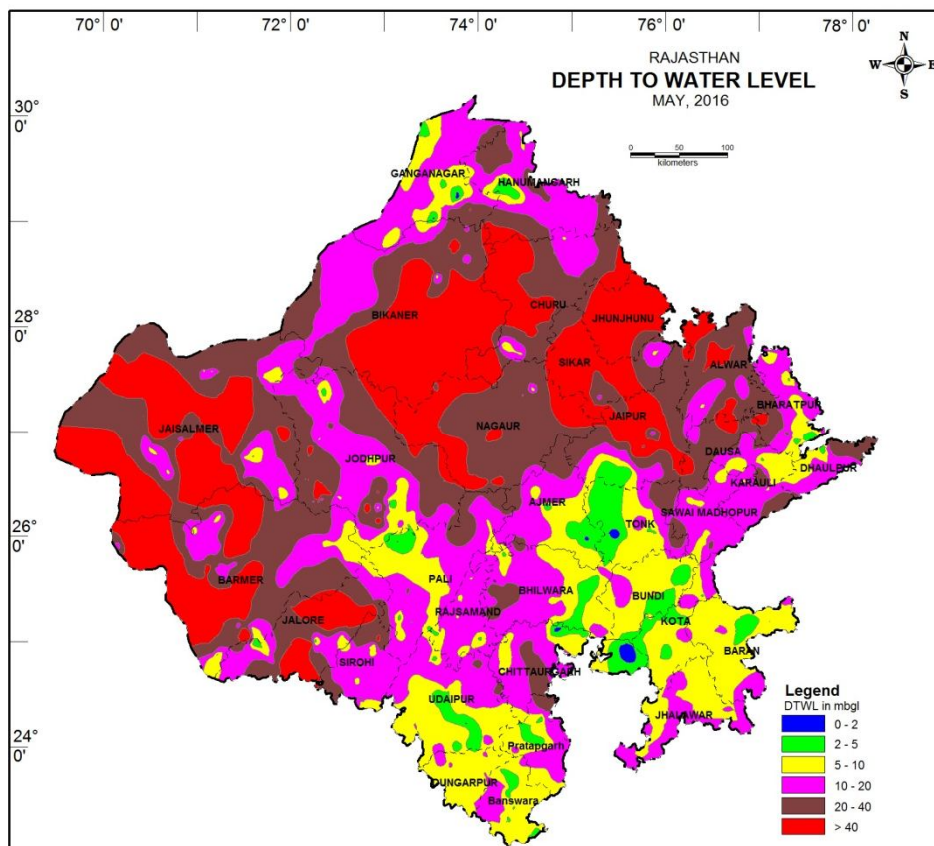 70° 0' 72° 0' 74° 0' 76° 0' 78° 0'
RAJASTHAN
DEPTH TO WATER LEVEL
MAY, 2016
N
W E
S
0 50 100
kilometers
30°
0'
28°
0'
26°
0'
24°
0'
GANGANAGAR
HANUMANGARH
BIKANER
CHURU
JHUNJHUNU
SIKAR
ALWAR
JAIPUR
BHARATPUR
NAGAUR
JAISALMER
DAUSA
JODHPUR
DHAULPUR
KARAULI
AJMER
SAWAI MADHOPUR
TONK
BARMER
PALI
BHILWARA
BUNDI
RAJSAMAND
JALORE
KOTA
BARAN
SIROHI
CHITTAURGARH
UDAIPUR
JHALAWAR
Pratapgarh
DUNGARPUR
Banswara
Legend
DTWL in mbgl
0 - 2
2 - 5
5 - 10
10 - 20
20 - 40
> 40